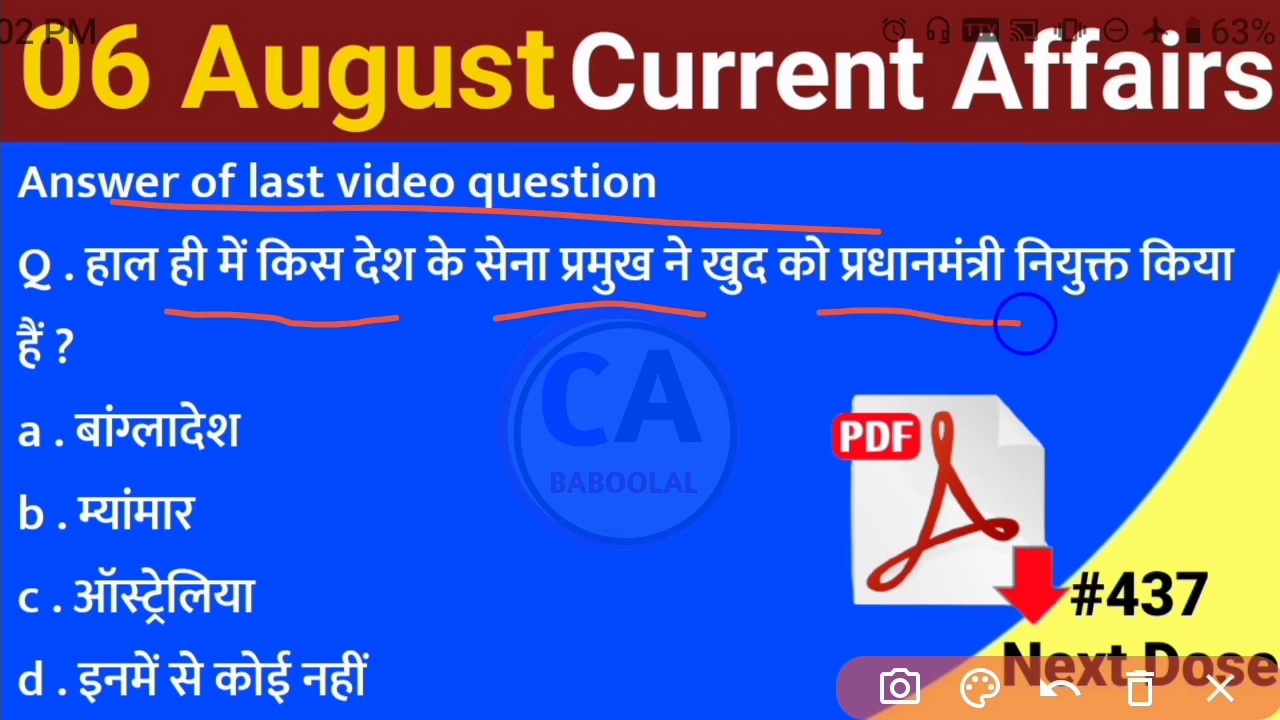 02 PM
TTY
63%
06 August Current Affairs
Answer of last video question
Q . हाल ही में किस देश के सेना प्रमुख ने खुद को प्रधानमंत्री नियुक्त किया
हैं ?
a . बांग्लादेश
b . म्यांमार
c . ऑस्ट्रेलिया
d . इनमें से कोई नहीं
CA
BABOOLAL
PDF
#437
Next Dose